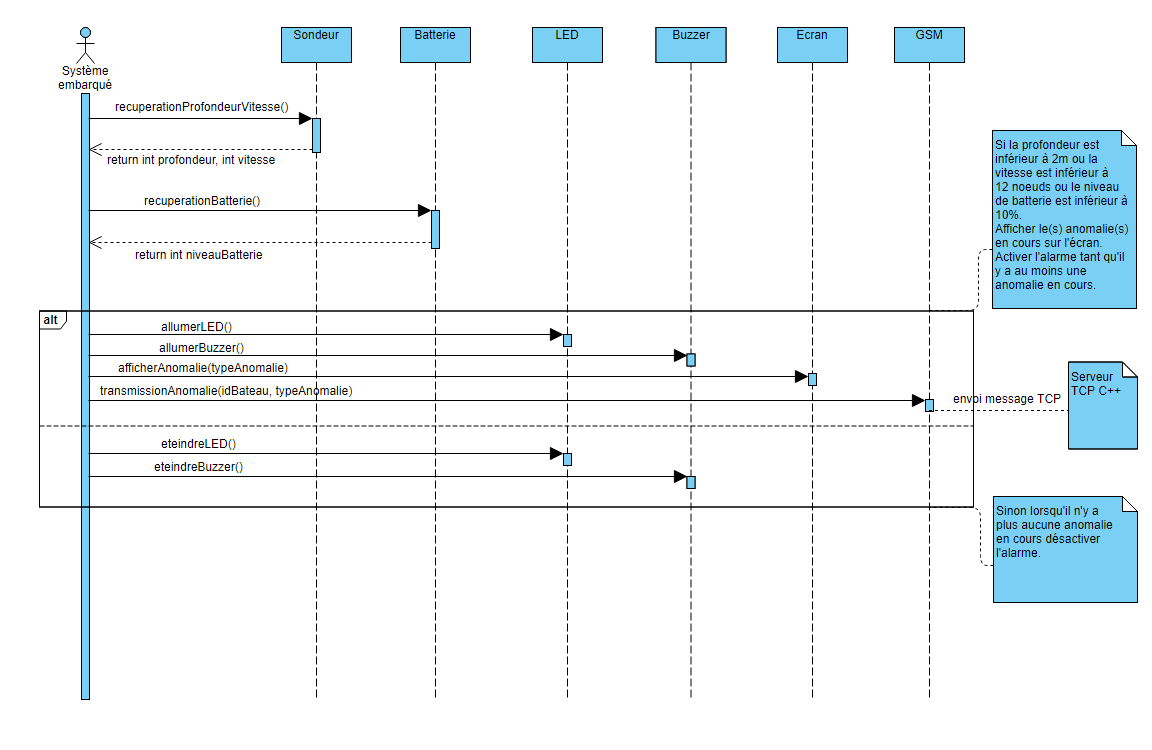 Sondeur
Batterie
LED
Buzzer
Ecran
GSM
Système
embarqué
recuperationProfondeurVitesse()
return int profondeur, int vitesse
recuperationBatterie()
return int niveauBatterie
Si la profondeur est
inférieur à 2m ou la
vitesse est inférieur à
12 noeuds ou le niveau
de batterie est inférieur à
10%.
Afficher le(s) anomalie(s)
en cours sur l'écran.
Activer l'alarme tant qu'il
y a au moins une
anomalie en cours.
alt
allumerLED()
allumerBuzzer()
afficherAnomalie(typeAnomalie)
transmissionAnomalie(idBateau, typeAnomalie)
envoi message TCP
Serveur
TCP C++
eteindreLED()
eteindreBuzzer()
Sinon lorsqu'il n'y a
plus aucune anomalie
en cours désactiver
l'alarme.